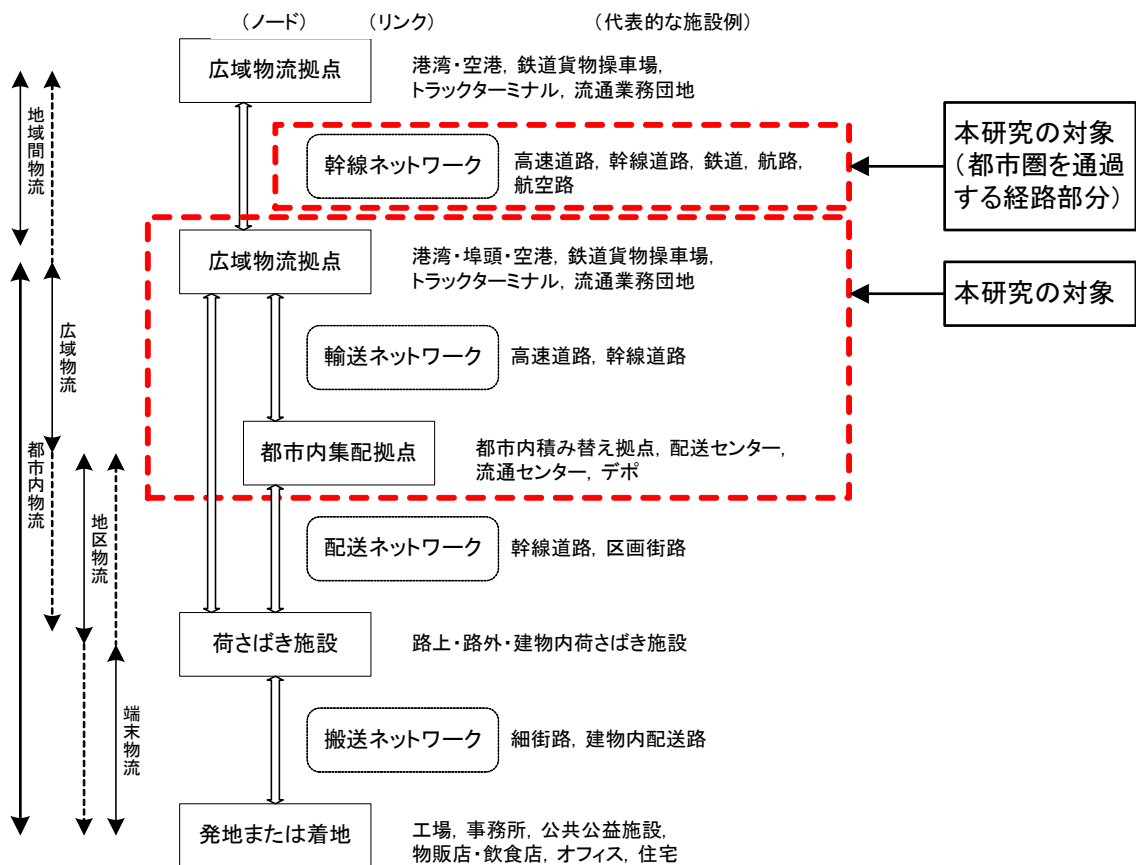 （ノード）　（リンク）　（代表的な施設例）
広域物流拠点
港湾・空港, 鉄道貨物操車場,
トラックターミナル, 流通業務団地
幹線ネットワーク
高速道路, 幹線道路, 鉄道, 航路,
航空路
本研究の対象
（都市圏を通過
する経路部分）
広域物流拠点
港湾・埠頭・空港, 鉄道貨物操車場,
トラックターミナル, 流通業務団地
本研究の対象
輸送ネットワーク
高速道路, 幹線道路
都市内集配拠点
都市内積み替え拠点, 配送センター,
流通センター, デポ
配送ネットワーク
幹線道路, 区画街路
荷さばき施設
路上・路外・建物内荷さばき施設
搬送ネットワーク
細街路, 建物内配送路
発地または着地
工場, 事務所, 公共公益施設,
物販店・飲食店, オフィス, 住宅
地域間物流
広域物流
都市内物流
地区物流
端末物流